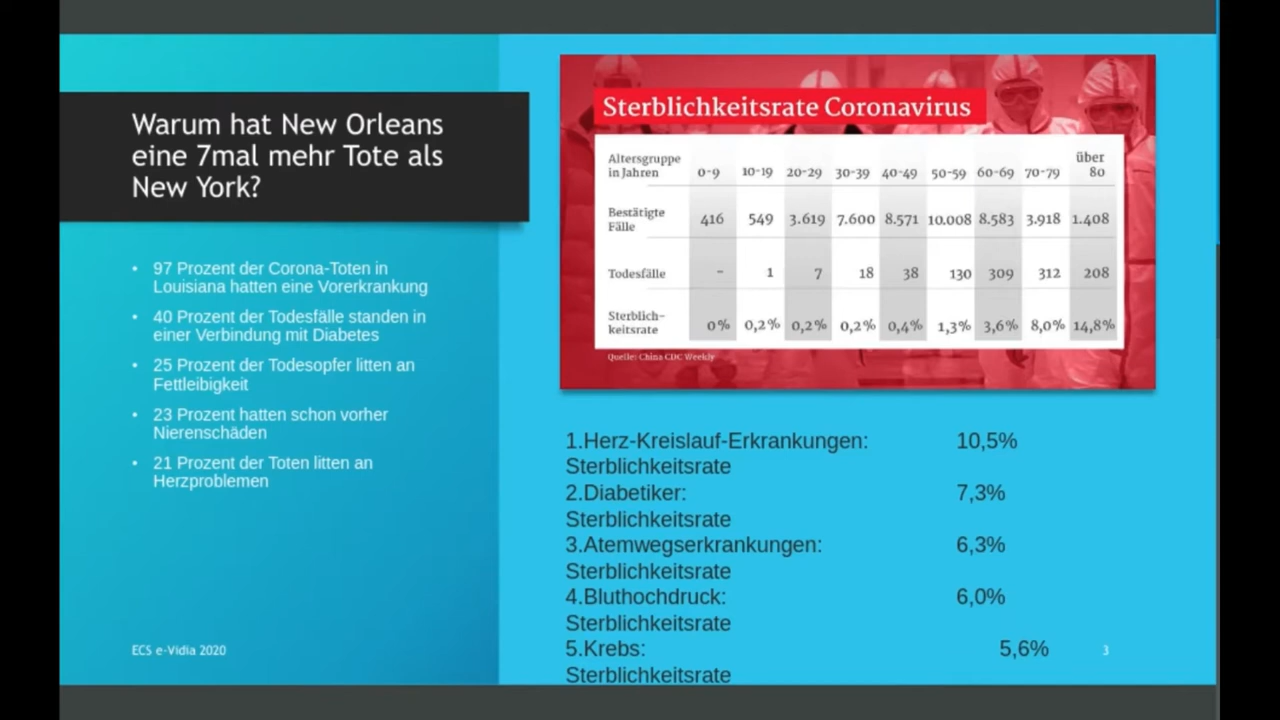 Warum hat New Orleans
eine 7mal mehr Tote als
New York?
• 97 Prozent der Corona-Toten in
Louisiana hatten eine Vorerkrankung
• 40 Prozent der Todesfälle standen in
einer Verbindung mit Diabetes
• 25 Prozent der Todesopfer litten an
Fettleibigkeit
• 23 Prozent hatten schon vorher
Nierenschäden
• 21 Prozent der Toten litten an
Herzproblemen
ECS e-Vidia 2020
Sterblichkeitsrate Coronavirus
Altersgruppe
in Jahren 0-9 10-19 20-29 30-39 40-49 50-59 60-69 70-79 über
80
Bestätigte
Fälle 416 549 3.619 7.600 8.571 10.008 8.583 3.918 1.408
Todesfälle - 1 7 18 38 130 309 312 208
Sterblich-
keitsrate 0% 0,2% 0,2% 0,2% 0,4% 1,3% 3,6% 8,0% 14,8%
Quelle: China CDC Weekly
1.Herz-Kreislauf-Erkrankungen: 10,5%
Sterblichkeitsrate
2.Diabetiker: 7,3%
Sterblichkeitsrate
3.Atemwegserkrankungen: 6,3%
Sterblichkeitsrate
4.Bluthochdruck: 6,0%
Sterblichkeitsrate
5.Krebs: 5,6%
Sterblichkeitsrate
3